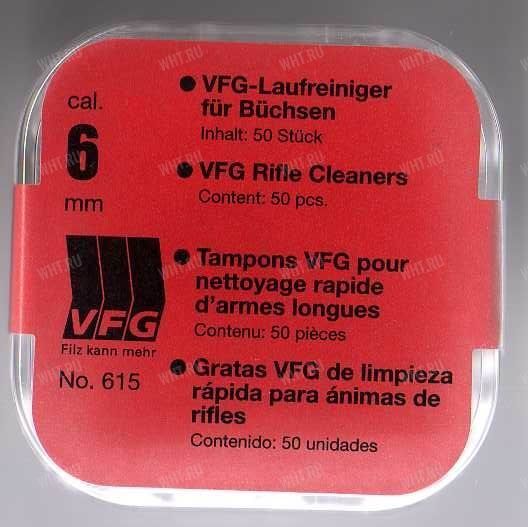 cal.
6
mm
VFG
Filz kann mehr
No. 615
● VFG-Laufreiniger
für Büchsen
Inhalt: 50 Stück
● VFG Rifle Cleaners
Content: 50 pcs.
● Tampons VFG pour
nettoyage rapide
d'armes longues
Contenu: 50 pièces
● Gratas VFG de limpieza
rápida para ánimas de
rifles
Contenido: 50 unidades
WHT.RU